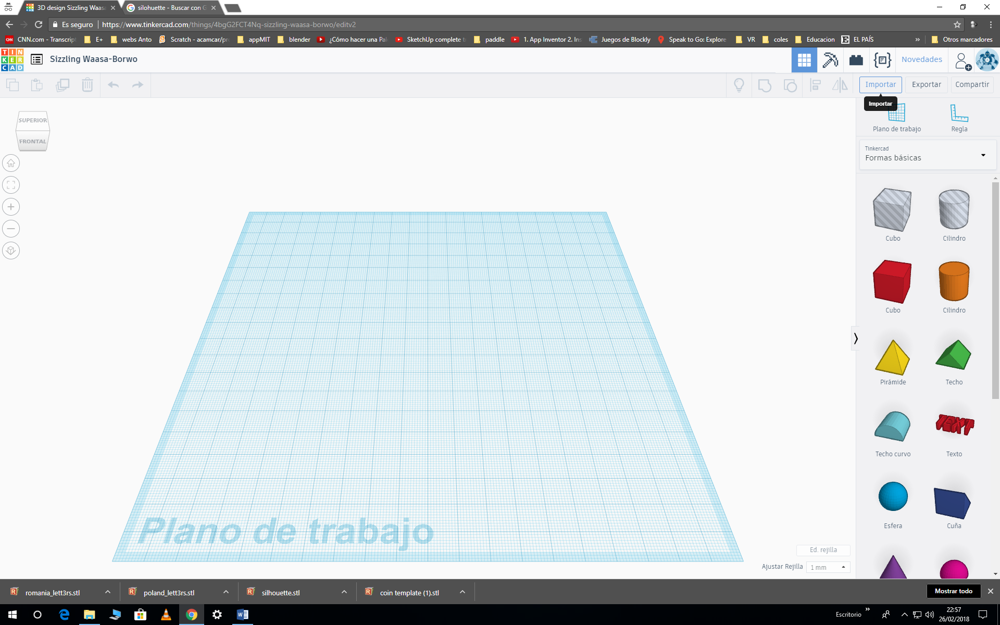 3D design Sizzling Waas
silohuette - Buscar con G
Es seguro
https://www.tinkercad.com/things/4bgG2FCT4Nq-sizzling-waasa-borwo/editv2
CNN.com - Transcript
E+
webs Anto
Scratch - acamcar/pr
appMIT
blender
¿Cómo hacer una Pa
SketchUp complete t
paddle
1. App Inventor 2. Ins
Juegos de Blockly
Speak to Go: Explore
VR
coles
Educacion
EL PAÍS
»
Otros marcadores
TIN
KER
CAD
Sizzling Waasa-Borwo
Novedades
Importar
Exportar
Compartir
Importar
Plano de trabajo
Regla
SUPERIOR
FRONTAL
Tinkercad
Formas básicas
Cubo
Cilindro
Cubo
Cilindro
Pirámide
Techo
TEXT
Techo curvo
Texto
Esfera
Cuña
Plano de trabajo
Ed. rejilla
Ajustar Rejilla
1 mm
romania_lett3rs.stl
poland_lett3rs.stl
silhouette.stl
coin template (1).stl
Mostrar todo
Escritorio
»
22:57
26/02/2018